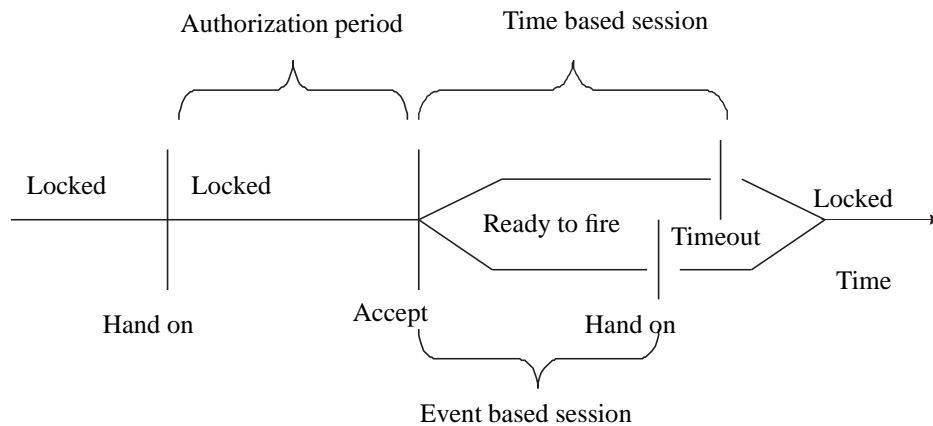 Authorization period
Time based session
Locked
Locked
Locked
Ready to fire
Timeout
Time
Hand on
Accept
Hand on
Event based session